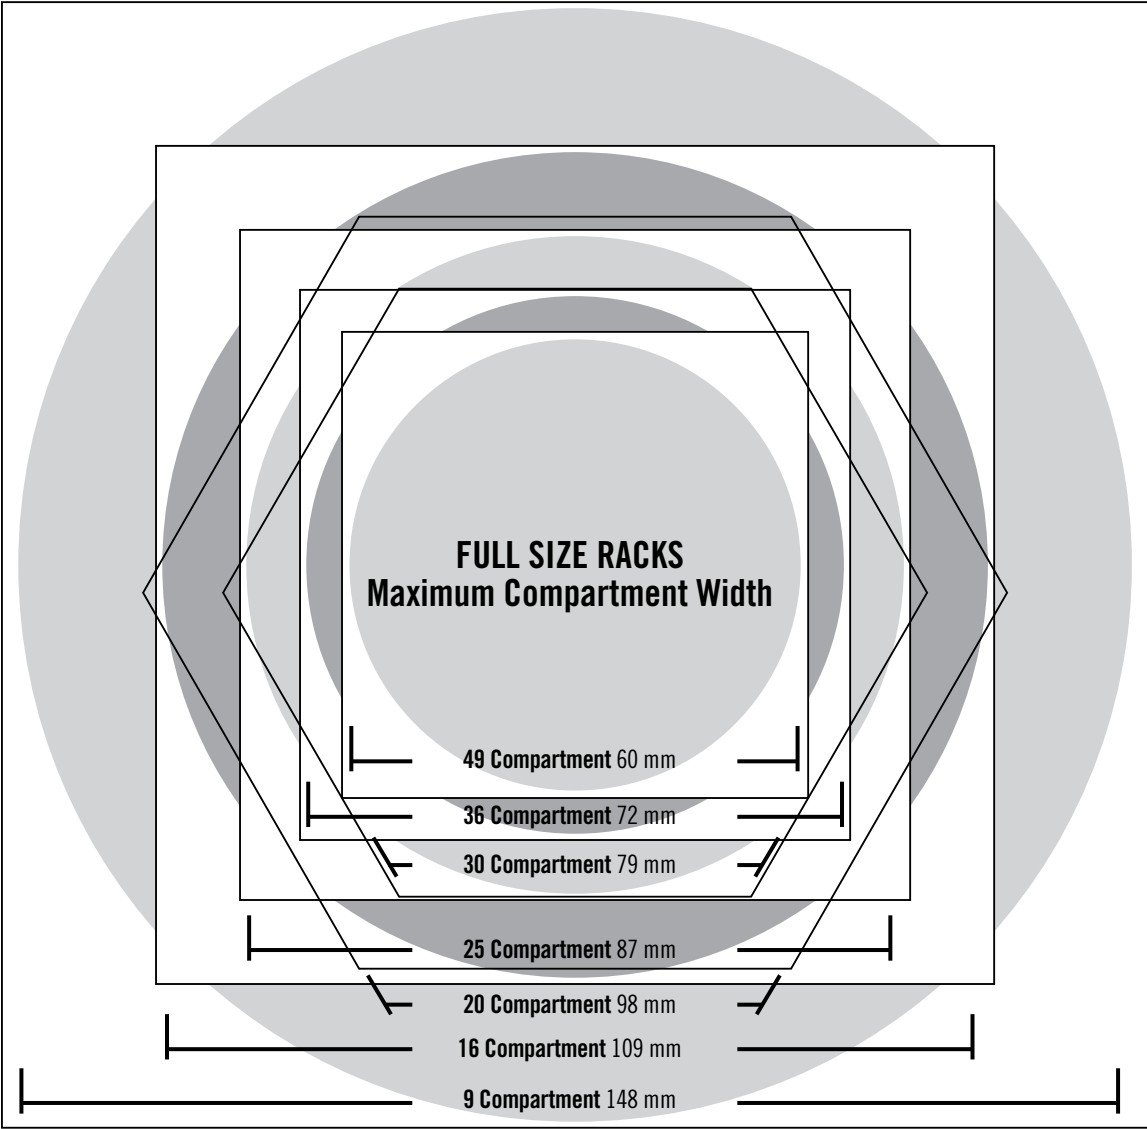 FULL SIZE RACKS
Maximum Compartment Width
49 Compartment 60 mm
36 Compartment 72 mm
30 Compartment 79 mm
25 Compartment 87 mm
20 Compartment 98 mm
16 Compartment 109 mm
9 Compartment 148 mm